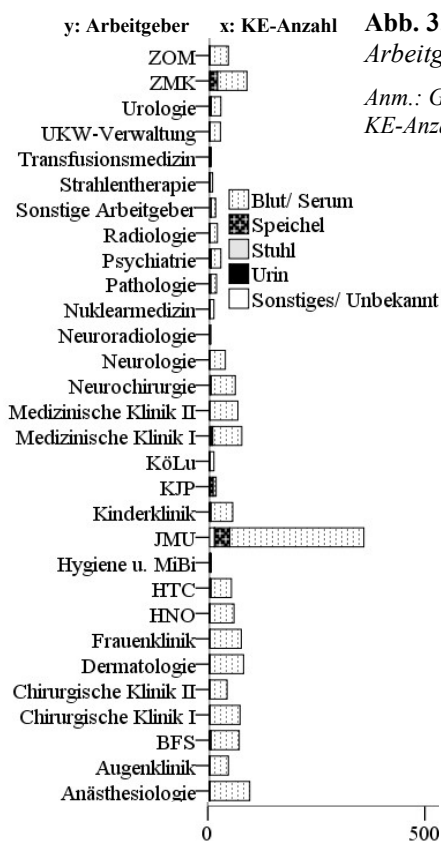 y: Arbeitgeber x: KE-Anzahl
Abb. 3
Arbeitg
Anm.: G
KE-Anza
ZOM
ZMK
Urologie
UKW-Verwaltung
Transfusionsmedizin
Strahlentherapie
Sonstige Arbeitgeber
Radiologie
Psychiatrie
Pathologie
Nuklearmedizin
Neuroradiologie
Neurologie
Neurochirurgie
Medizinische Klinik II
Medizinische Klinik I
KöLu
KJP
Kinderklinik
JMU
Hygiene u. MiBi
HTC
HNO
Frauenklinik
Dermatologie
Chirurgische Klinik II
Chirurgische Klinik I
BFS
Augenklinik
Anästhesiologie
Blut/ Serum
Speichel
Stuhl
Urin
Sonstiges/ Unbekannt
0 500